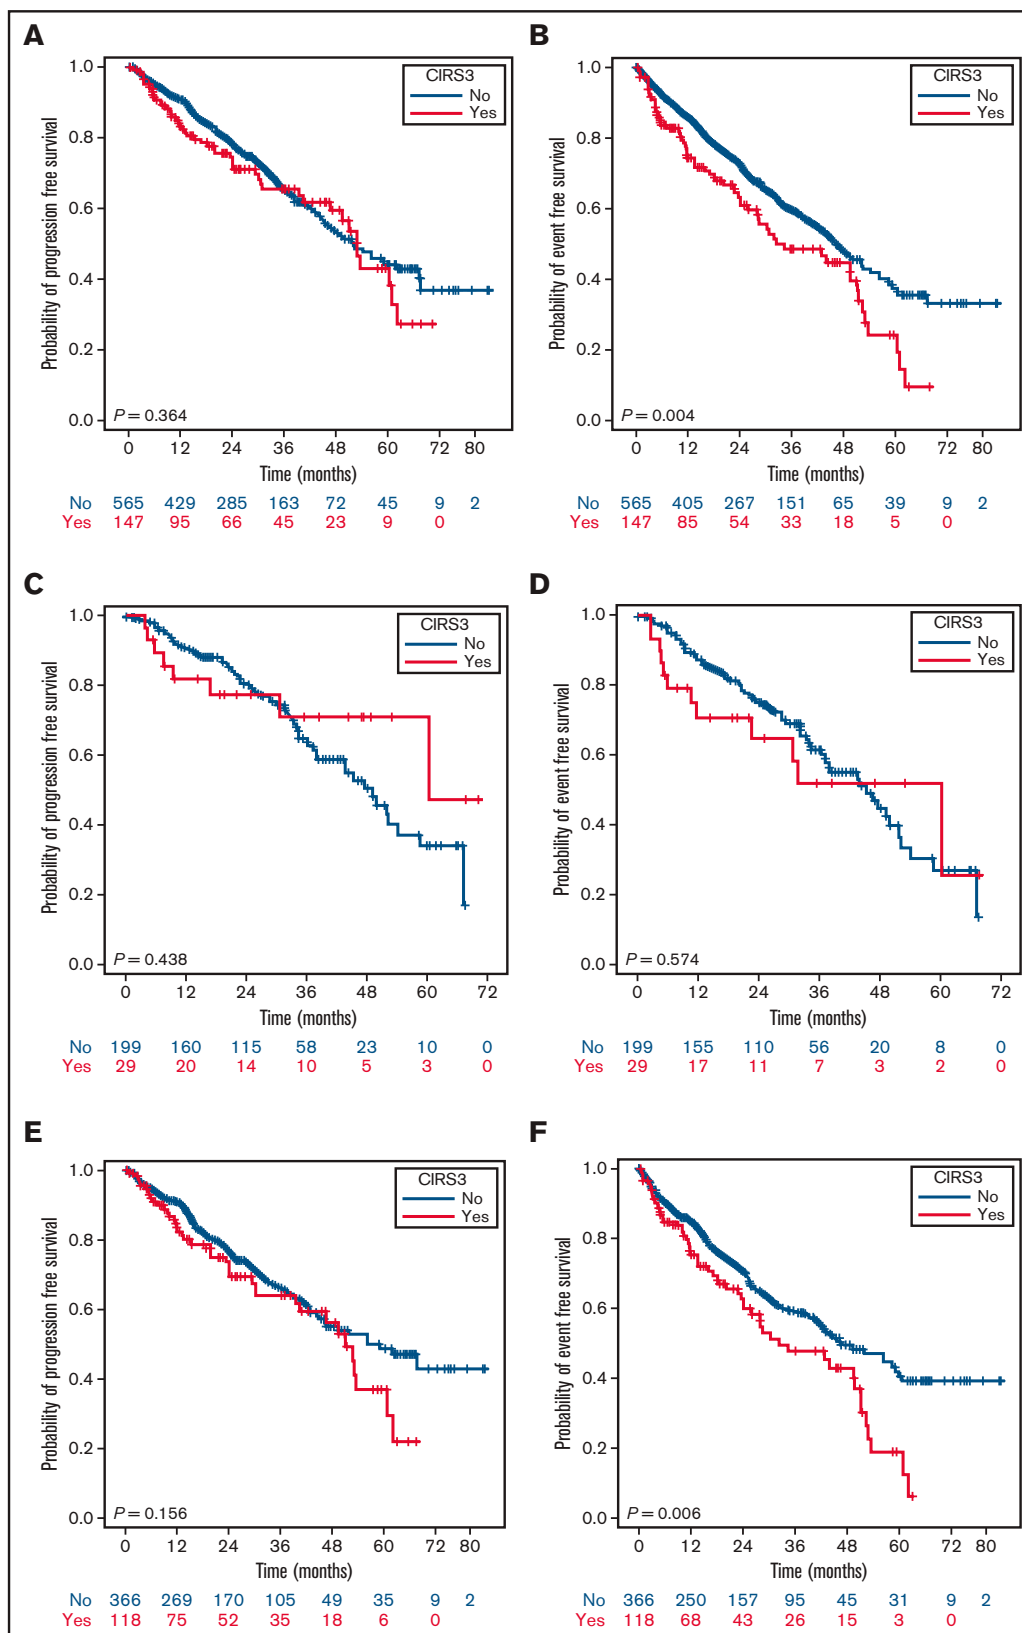 A
Probability of progression free survival
1.0
0.8
0.6
0.4
0.2
0.0
CIRS3
No
Yes
P = 0.364
0 12 24 36 48 60 72 80
Time (months)
No 565 429 285 163 72 45 9 2
Yes 147 95 66 45 23 9 0
B
Probability of event free survival
1.0
0.8
0.6
0.4
0.2
0.0
CIRS3
No
Yes
P = 0.004
0 12 24 36 48 60 72 80
Time (months)
No 565 405 267 151 65 39 9 2
Yes 147 85 54 33 18 5 0
C
Probability of progression free survival
1.0
0.8
0.6
0.4
0.2
0.0
CIRS3
No
Yes
P = 0.438
0 12 24 36 48 60 72
Time (months)
No 199 160 115 58 23 10 0
Yes 29 20 14 10 5 3 0
D
Probability of event free survival
1.0
0.8
0.6
0.4
0.2
0.0
CIRS3
No
Yes
P = 0.574
0 12 24 36 48 60 72
Time (months)
No 199 155 110 56 20 8 0
Yes 29 17 11 7 3 2 0
E
Probability of progression free survival
1.0
0.8
0.6
0.4
0.2
0.0
CIRS3
No
Yes
P = 0.156
0 12 24 36 48 60 72 80
Time (months)
No 366 269 170 105 49 35 9 2
Yes 118 75 52 35 18 6 0
F
Probability of event free survival
1.0
0.8
0.6
0.4
0.2
0.0
CIRS3
No
Yes
P = 0.006
0 12 24 36 48 60 72 80
Time (months)
No 366 250 157 95 45 31 9 2
Yes 118 68 43 26 15 3 0